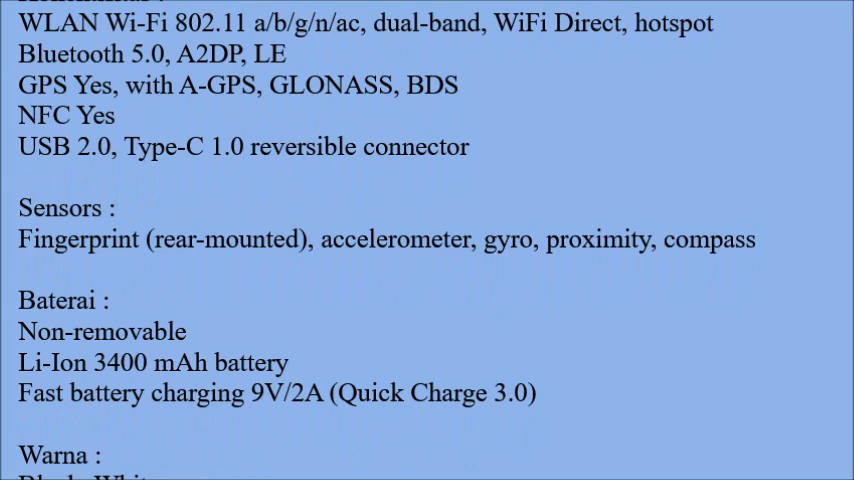 WLAN Wi-Fi 802.11 a/b/g/n/ac, dual-band, WiFi Direct, hotspot
Bluetooth 5.0, A2DP, LE
GPS Yes, with A-GPS, GLONASS, BDS
NFC Yes
USB 2.0, Type-C 1.0 reversible connector
Sensors :
Fingerprint (rear-mounted), accelerometer, gyro, proximity, compass
Baterai :
Non-removable
Li-Ion 3400 mAh battery
Fast battery charging 9V/2A (Quick Charge 3.0)
Warna :